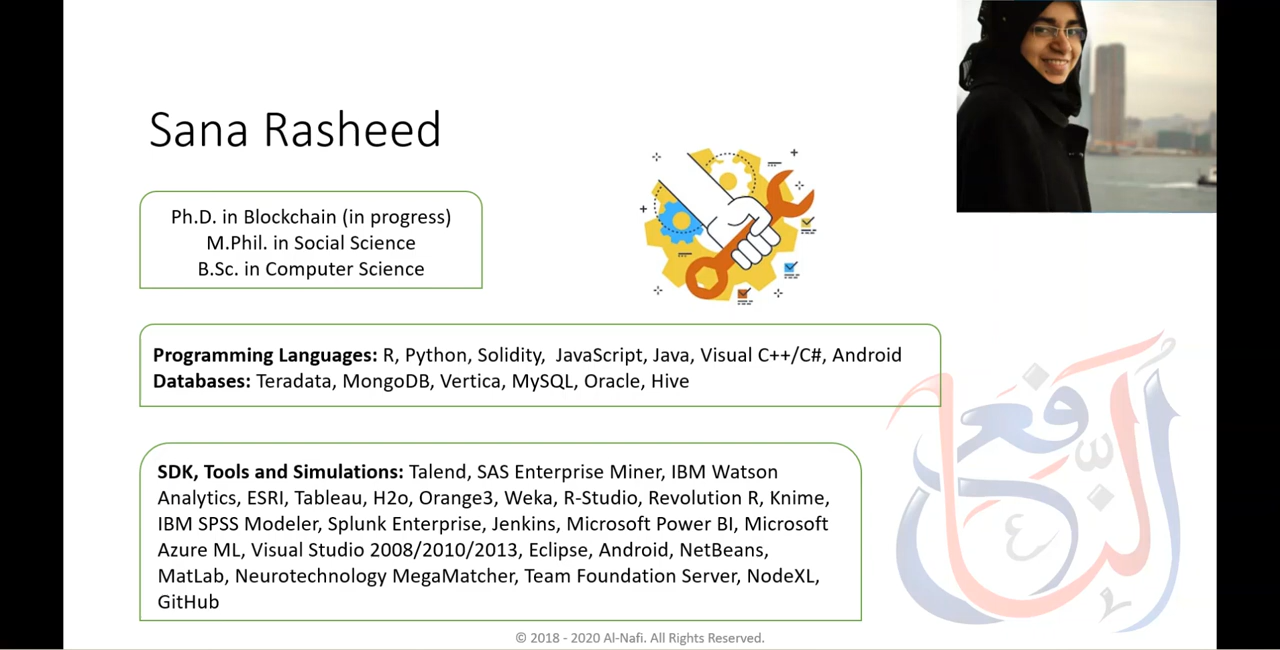 Sana Rasheed
Ph.D. in Blockchain (in progress)
M.Phil. in Social Science
B.Sc. in Computer Science
Programming Languages: R, Python, Solidity,  JavaScript, Java, Visual C++/C#, Android
Databases: Teradata, MongoDB, Vertica, MySQL, Oracle, Hive
SDK, Tools and Simulations: Talend, SAS Enterprise Miner, IBM Watson
Analytics, ESRI, Tableau, H2o, Orange3, Weka, R-Studio, Revolution R, Knime,
IBM SPSS Modeler, Splunk Enterprise, Jenkins, Microsoft Power BI, Microsoft
Azure ML, Visual Studio 2008/2010/2013, Eclipse, Android, NetBeans,
MatLab, Neurotechnology MegaMatcher, Team Foundation Server, NodeXL,
GitHub
النافع
© 2018 - 2020 Al-Nafi. All Rights Reserved.